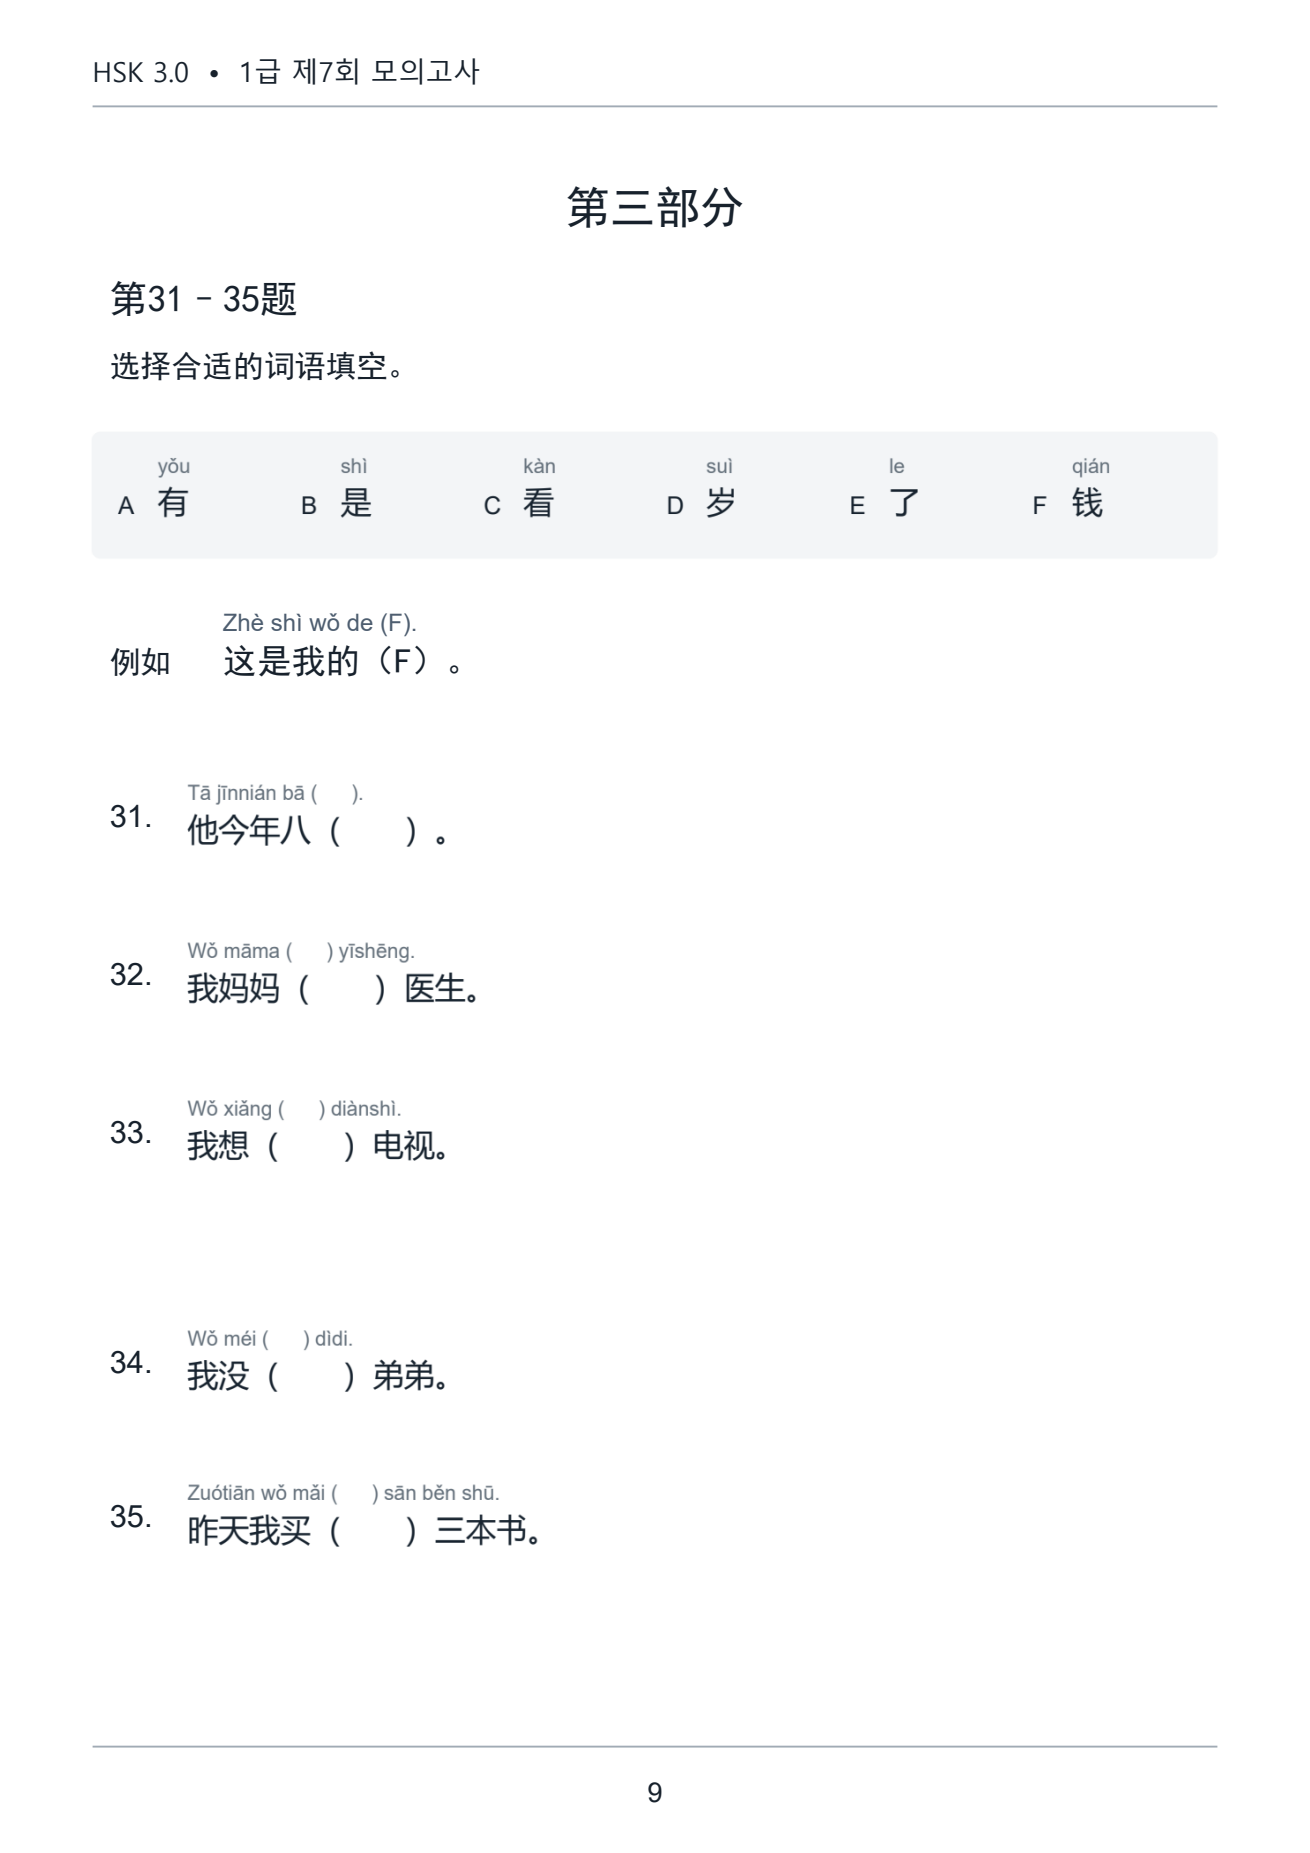 HSK 3.0 • 1급 제7회 모의고사
第三部分
第31 – 35题
选择合适的词语填空。
yǒu shì kàn suì le qián
A 有 B 是 C 看 D 岁 E 了 F 钱
Zhè shì wǒ de (F).
例如 这是我的（F）。
Tā jīnnián bā ( ).
31. 他今年八（ ）。
Wǒ māma ( ) yīshēng.
32. 我妈妈（ ）医生。
Wǒ xiǎng ( ) diànshì.
33. 我想（ ）电视。
Wǒ méi ( ) dìdi.
34. 我没（ ）弟弟。
Zuótiān wǒ mǎi ( ) sān běn shū.
35. 昨天我买（ ）三本书。
9